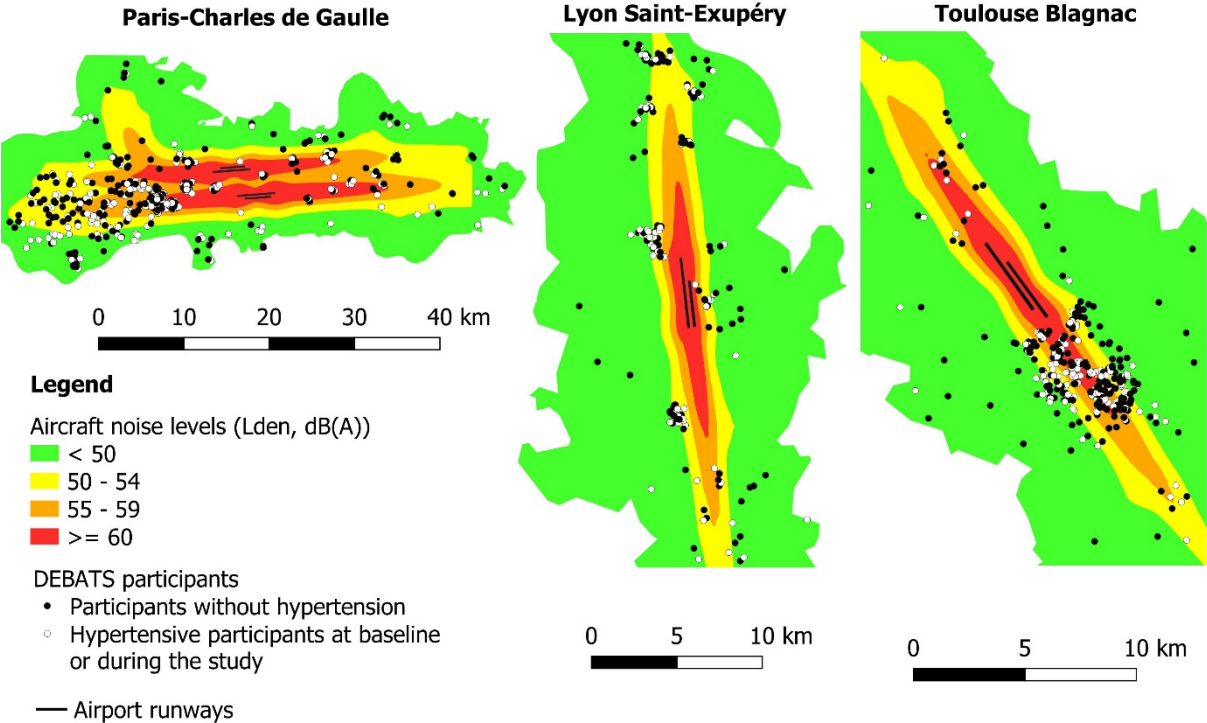 Paris-Charles de Gaulle
Lyon Saint-Exupéry
Toulouse Blagnac
0 10 20 30 40 km
Legend
Aircraft noise levels (Lden, dB(A))
< 50
50 - 54
55 - 59
>= 60
DEBATS participants
Participants without hypertension
Hypertensive participants at baseline
or during the study
Airport runways
0 5 10 km
0 5 10 km